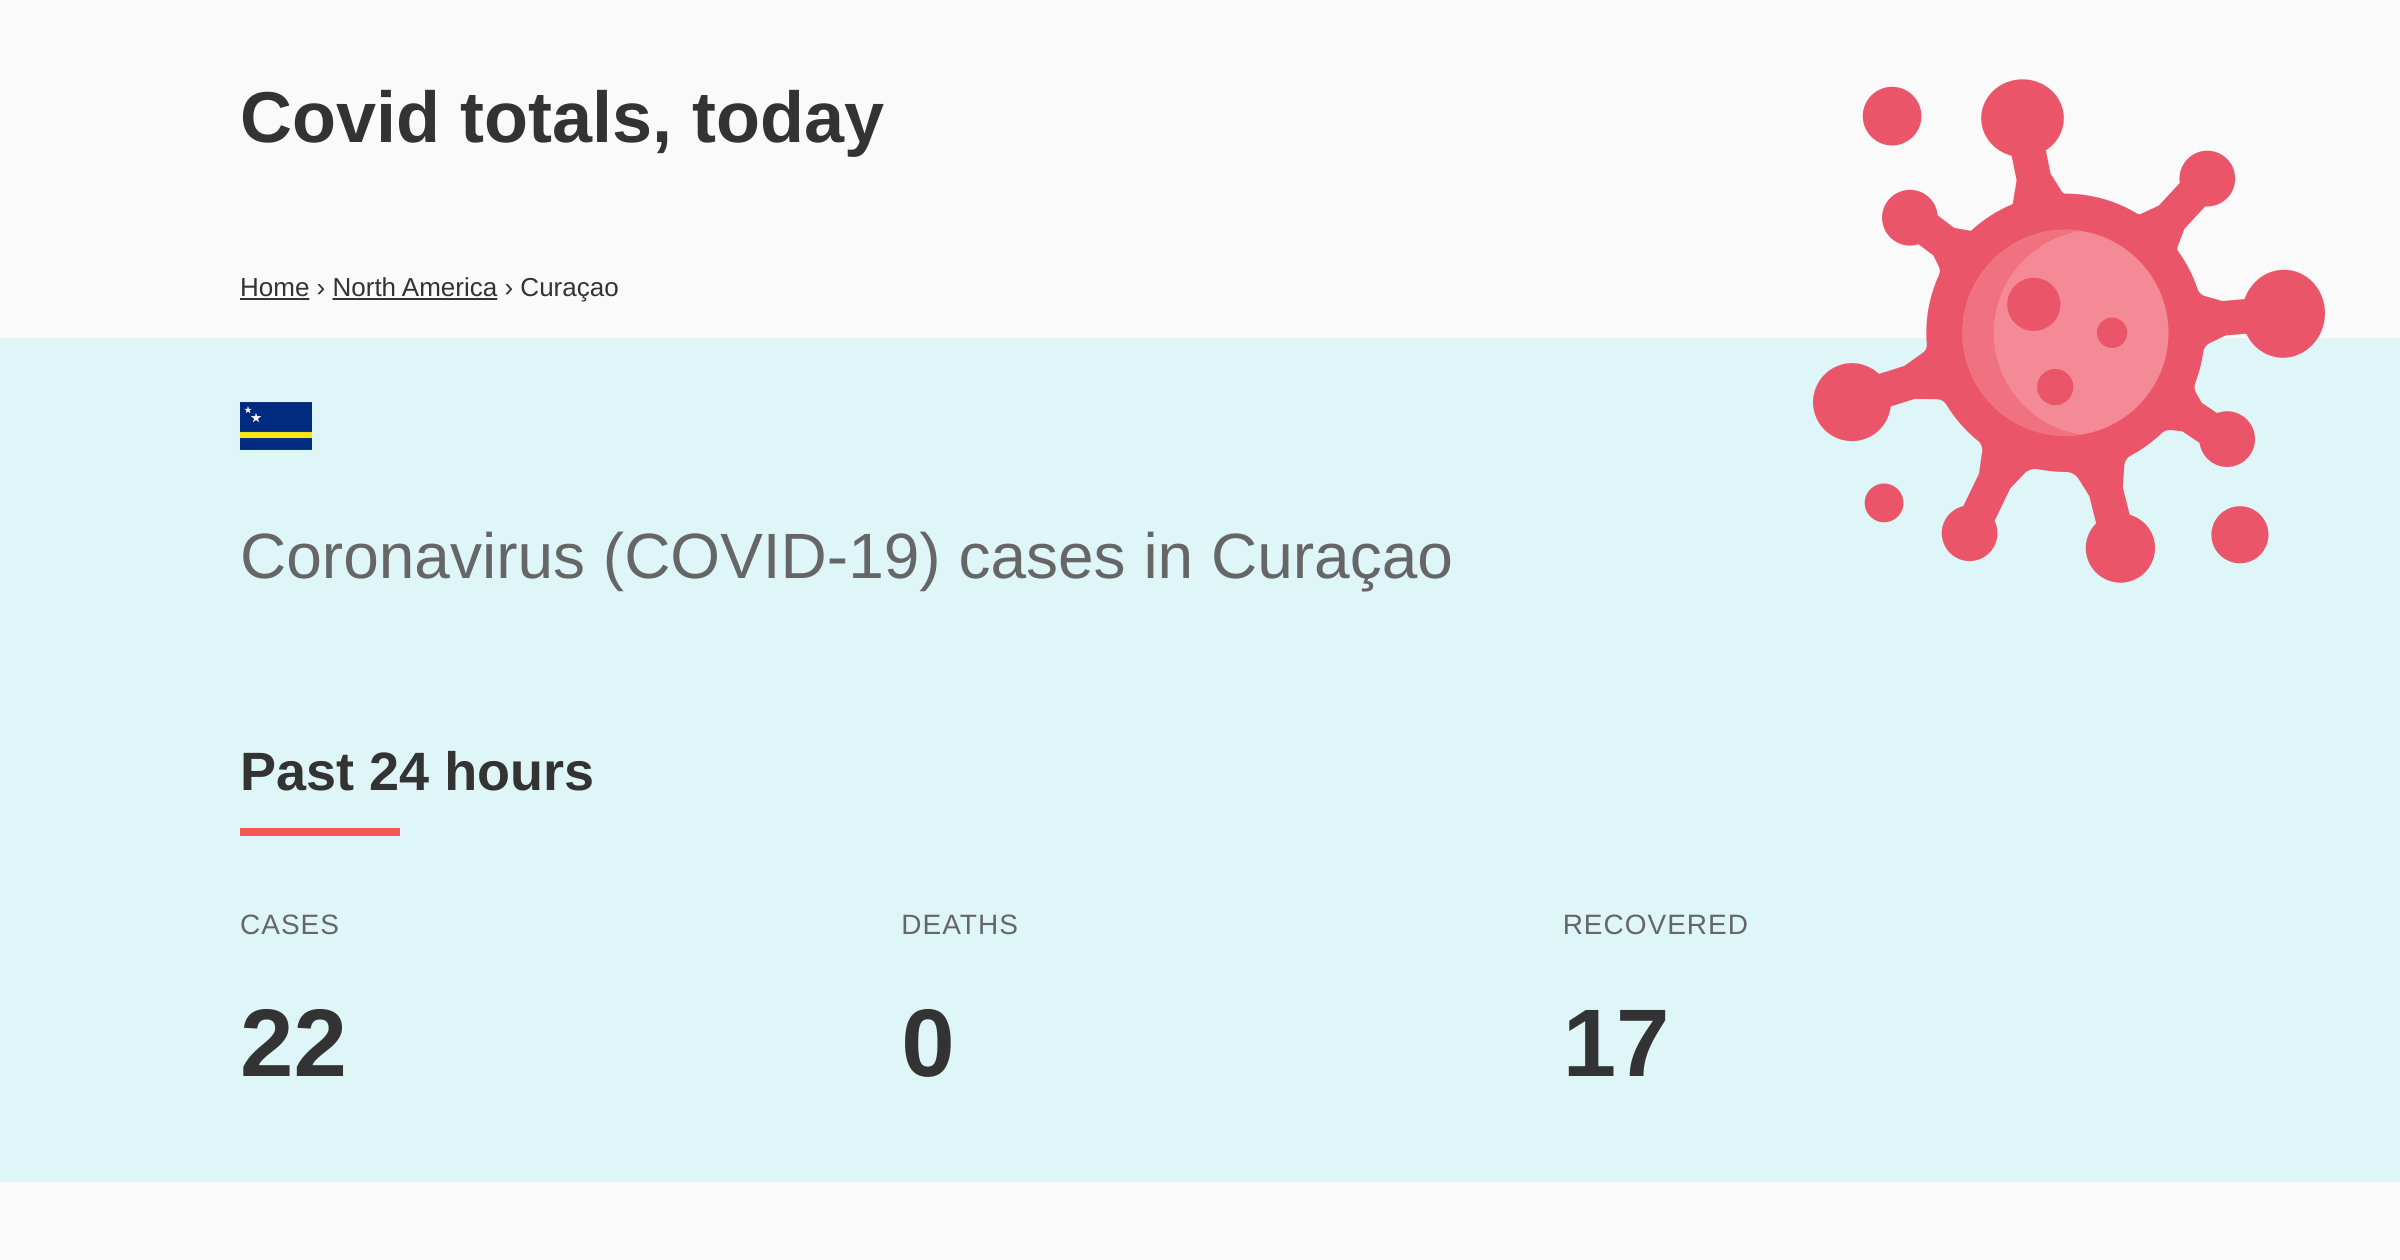 Covid totals, today
Home › North America › Curaçao
Coronavirus (COVID-19) cases in Curaçao
Past 24 hours
CASES DEATHS RECOVERED
22 0 17